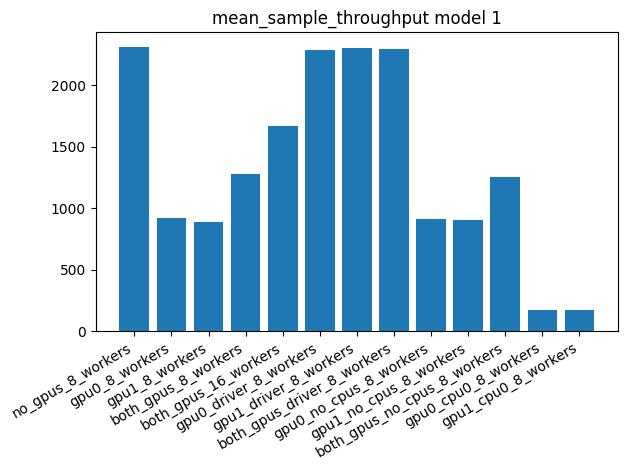 mean_sample_throughput model 1
2000
1500
1000
500
0
no_gpus_8_workers
gpu0_8_workers
gpu1_8_workers
both_gpus_8_workers
both_gpus_16_workers
gpu0_driver_8_workers
gpu1_driver_8_workers
both_gpus_driver_8_workers
gpu0_no_cpus_8_workers
gpu1_no_cpus_8_workers
both_gpus_no_cpus_8_workers
gpu0_cpu0_8_workers
gpu1_cpu0_8_workers